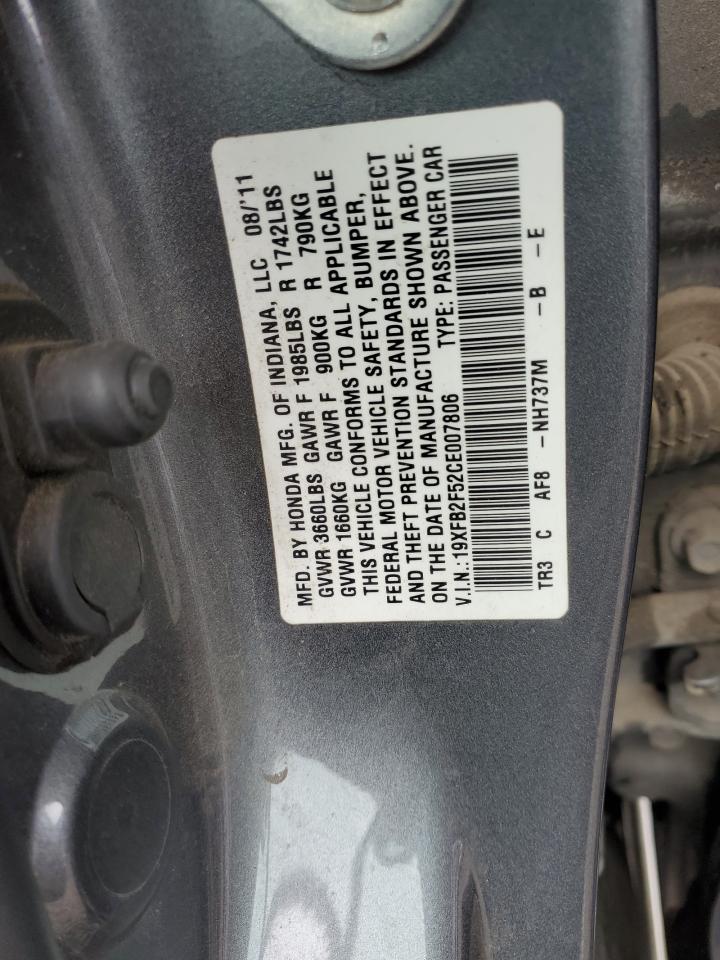 MFD. BY HONDA MFG. OF INDIANA, LLC 08/'11
GVWR 3660LBS GAWR F 1985LBS R 1742LBS
GVWR 1660KG GAWR F 900KG R 790KG
THIS VEHICLE CONFORMS TO ALL APPLICABLE
FEDERAL MOTOR VEHICLE SAFETY, BUMPER,
AND THEFT PREVENTION STANDARDS IN EFFECT
ON THE DATE OF MANUFACTURE SHOWN ABOVE.
V.I.N.:19XFB2F52CE007806 TYPE: PASSENGER CAR
TR3 C AF8 -NH737M -B -E